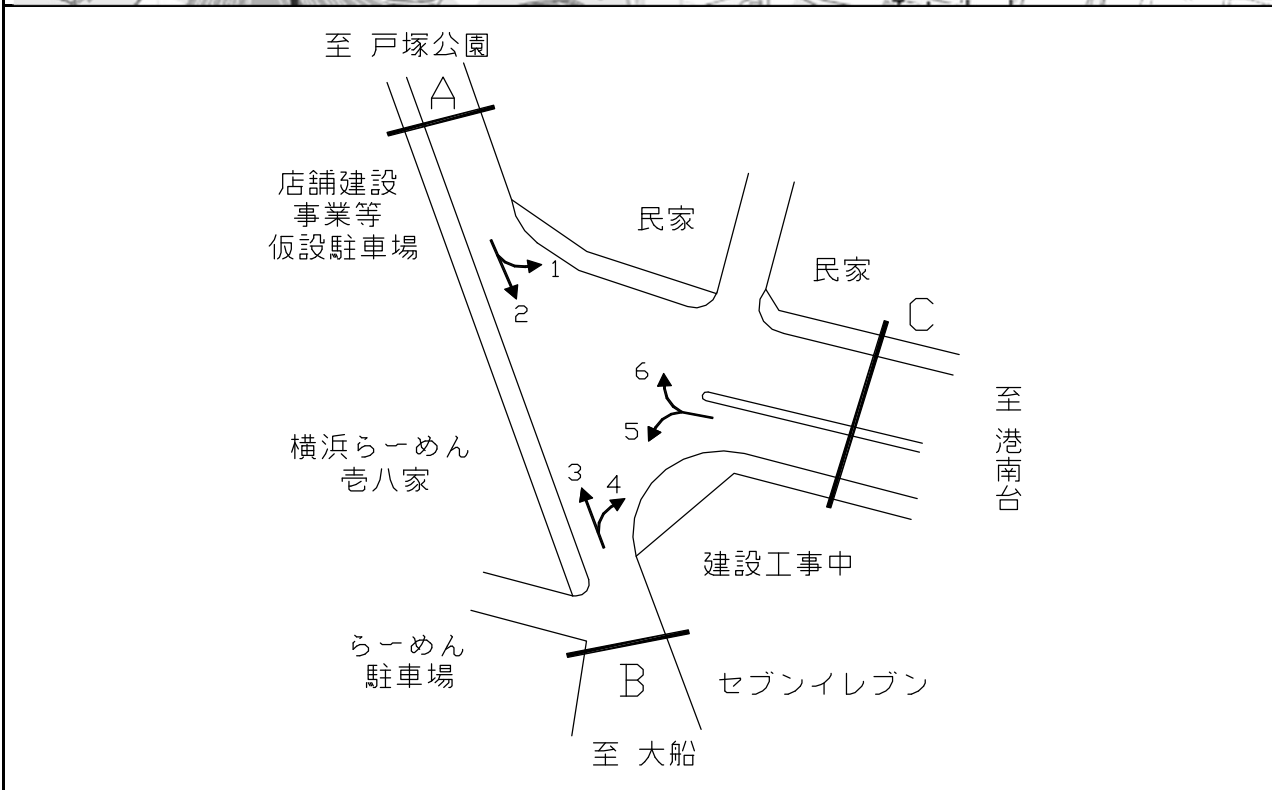 至 戸塚公園
A
店舗建設
事業等
仮設駐車場
民家
民家
1
2
C
6
5
至 港南台
横浜らーめん
壱八家
3
4
建設工事中
らーめん
駐車場
B
セブンイレブン
至 大船